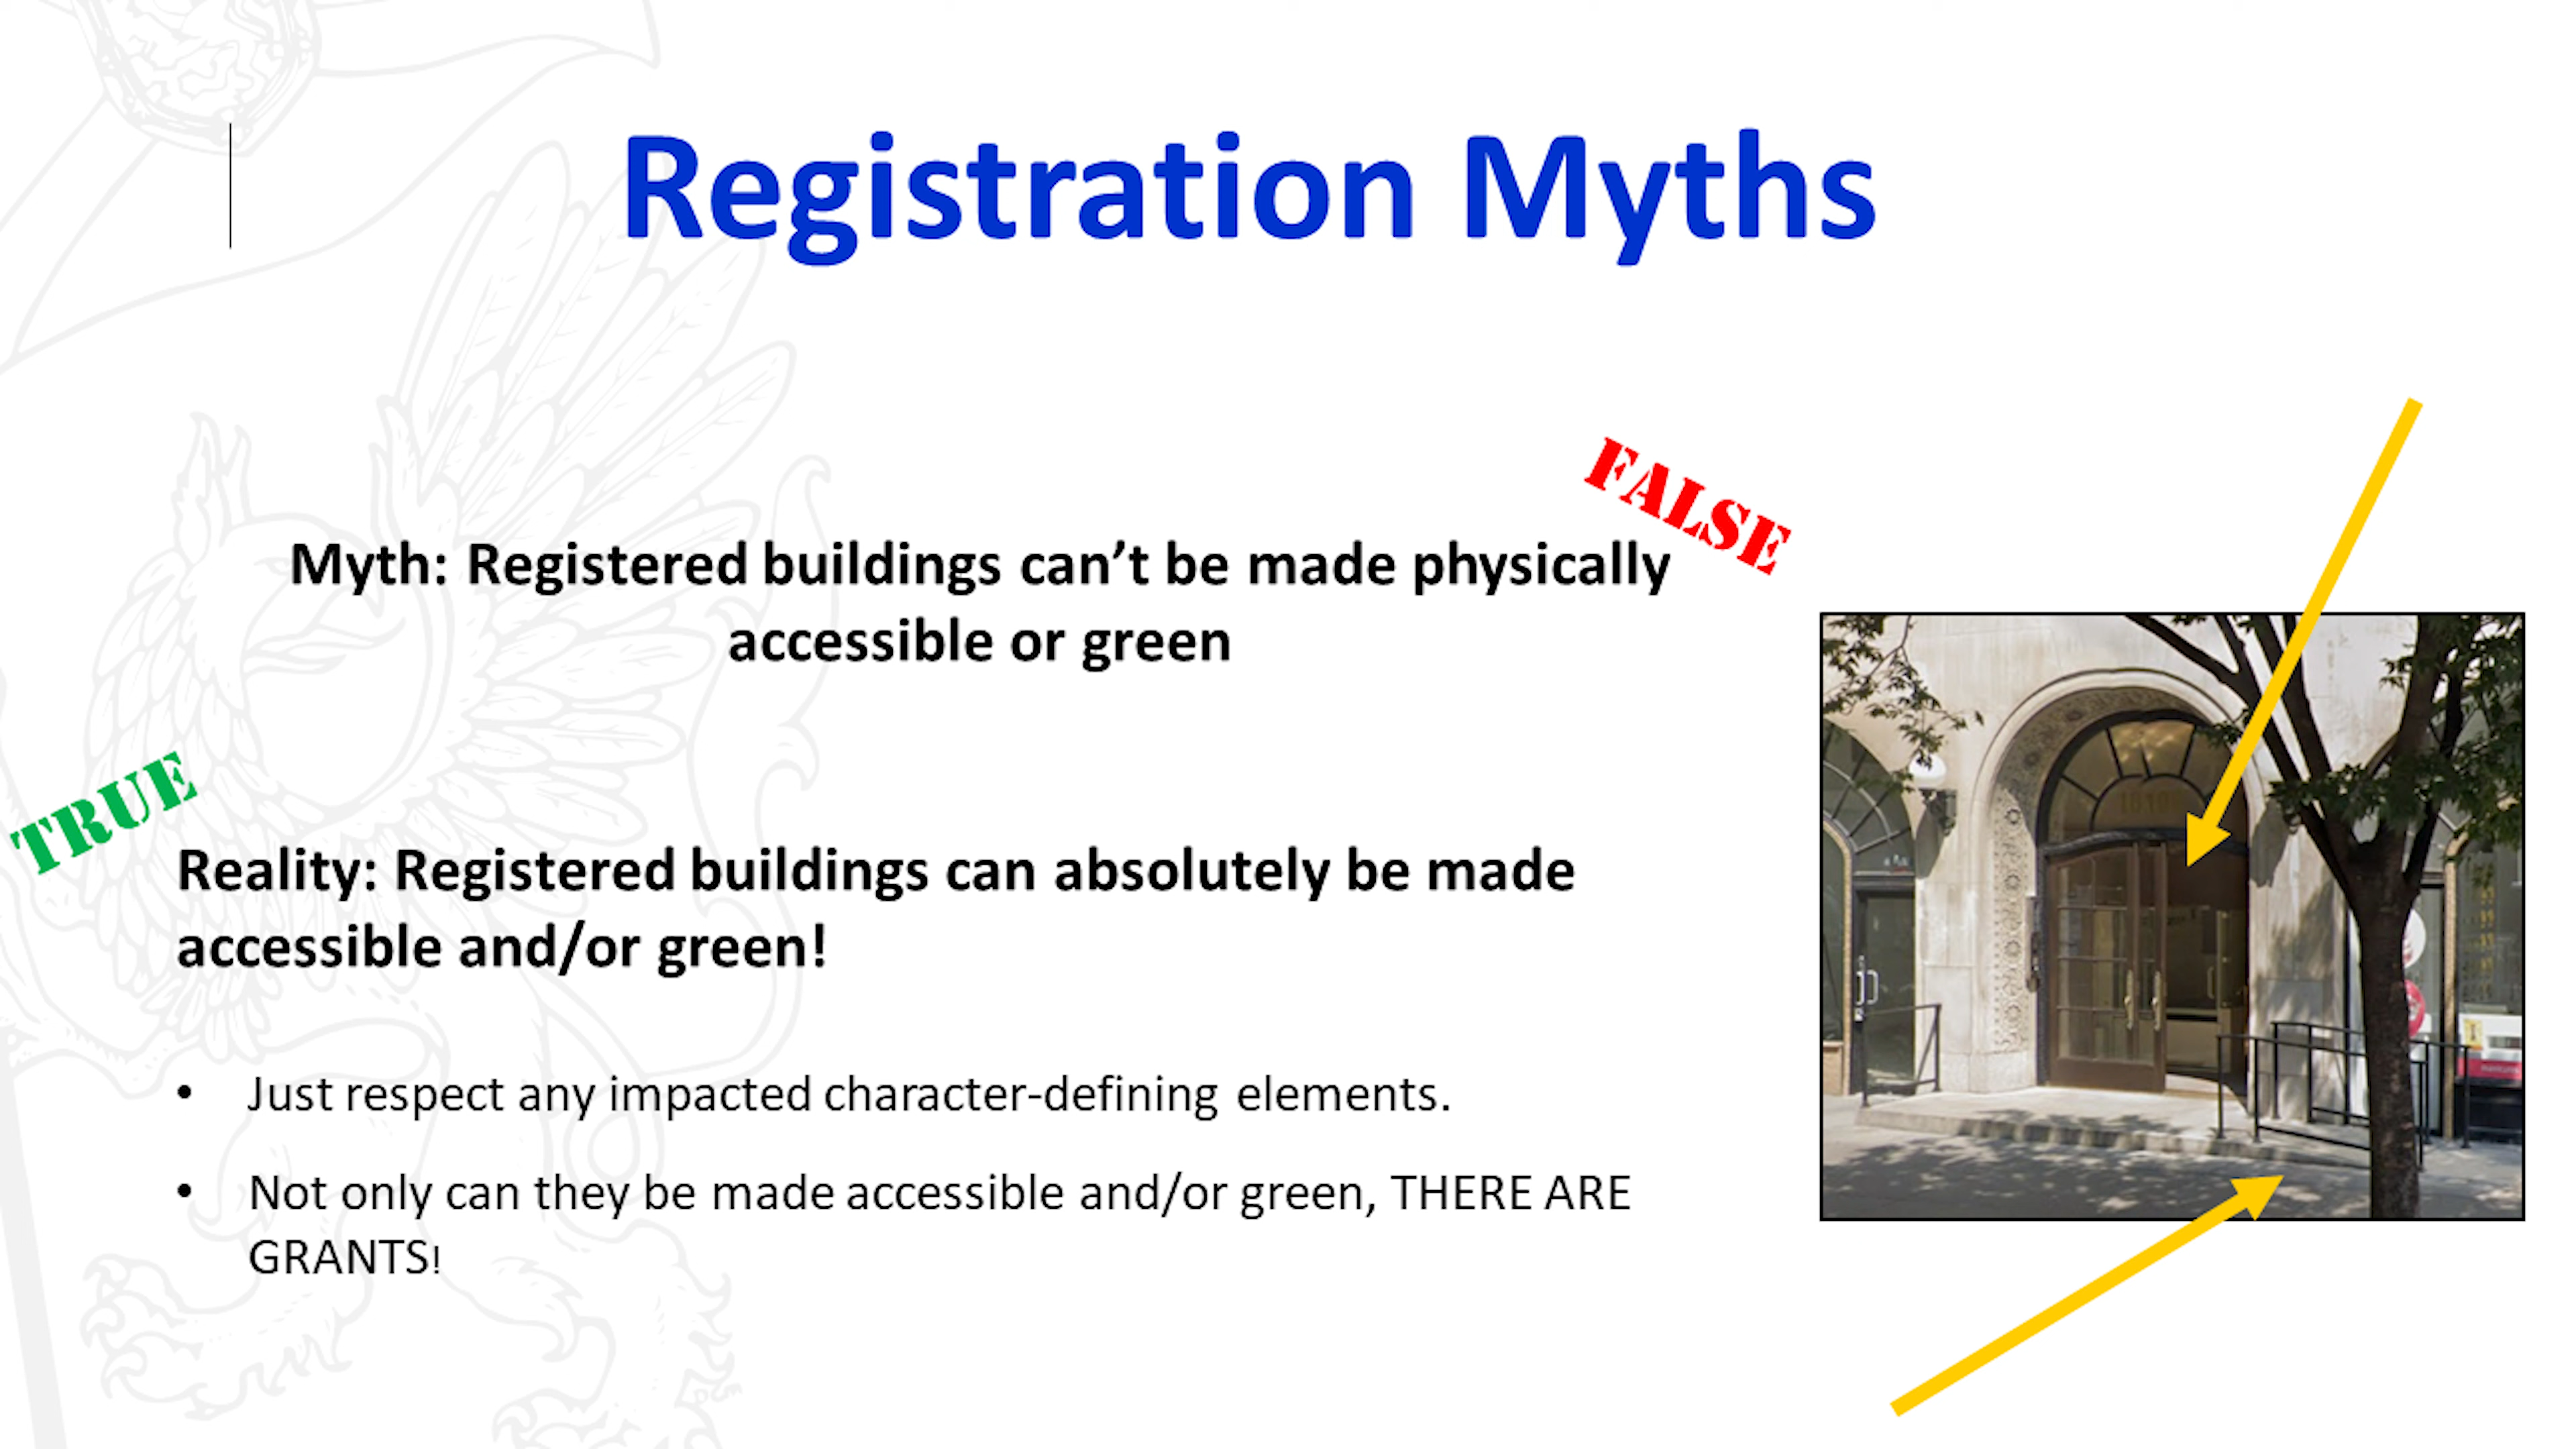 Registration Myths
FALSE
Myth: Registered buildings can’t be made physically
accessible or green
TRUE
Reality: Registered buildings can absolutely be made
accessible and/or green!
• Just respect any impacted character-defining elements.
• Not only can they be made accessible and/or green, THERE ARE
GRANTS!